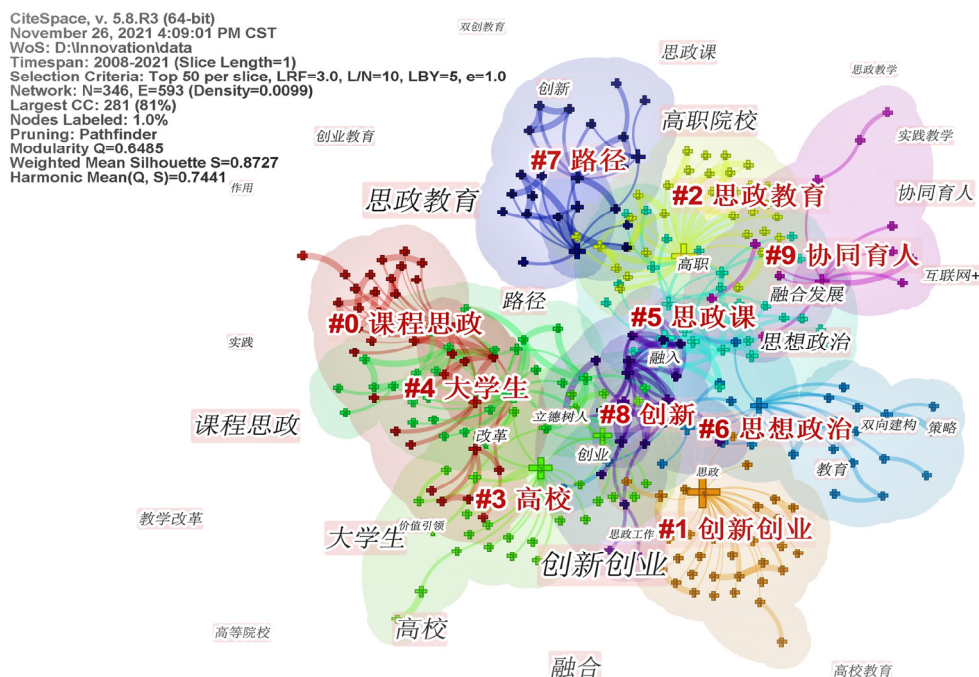 CiteSpace, v. 5.8.R3 (64-bit)
November 26, 2021 4:09:01 PM CST
WoS: D:\Innovation\data
Timespan: 2008-2021 (Slice Length=1)
Selection Criteria: Top 50 per slice, LRF=3.0, L/N=10, LBY=5, e=1.0
Network: N=346, E=593 (Density=0.0099)
Largest CC: 281 (81%)
Nodes Labeled: 1.0%
Pruning: Pathfinder
Modularity Q=0.6485
Weighted Mean Silhouette S=0.8727
Harmonic Mean(Q, S)=0.7441
双创教育
思政课
思政教学
创新
高职院校
创业教育
实践教学
#7 路径
作用
思政教育
#2 思政教育
协同育人
#9 协同育人
高职
互联网+
路径
融合发展
#0 课程思政
#5 思政课
实践
融入
思想政治
#4 大学生
课程思政
立德树人
#8 创新
#6 思想政治
双向建构
策略
改革
创业
思政
教育
#3 高校
教学改革
大学生
价值引领
思政工作
#1 创新创业
创新创业
高等院校
高校
融合
高校教育